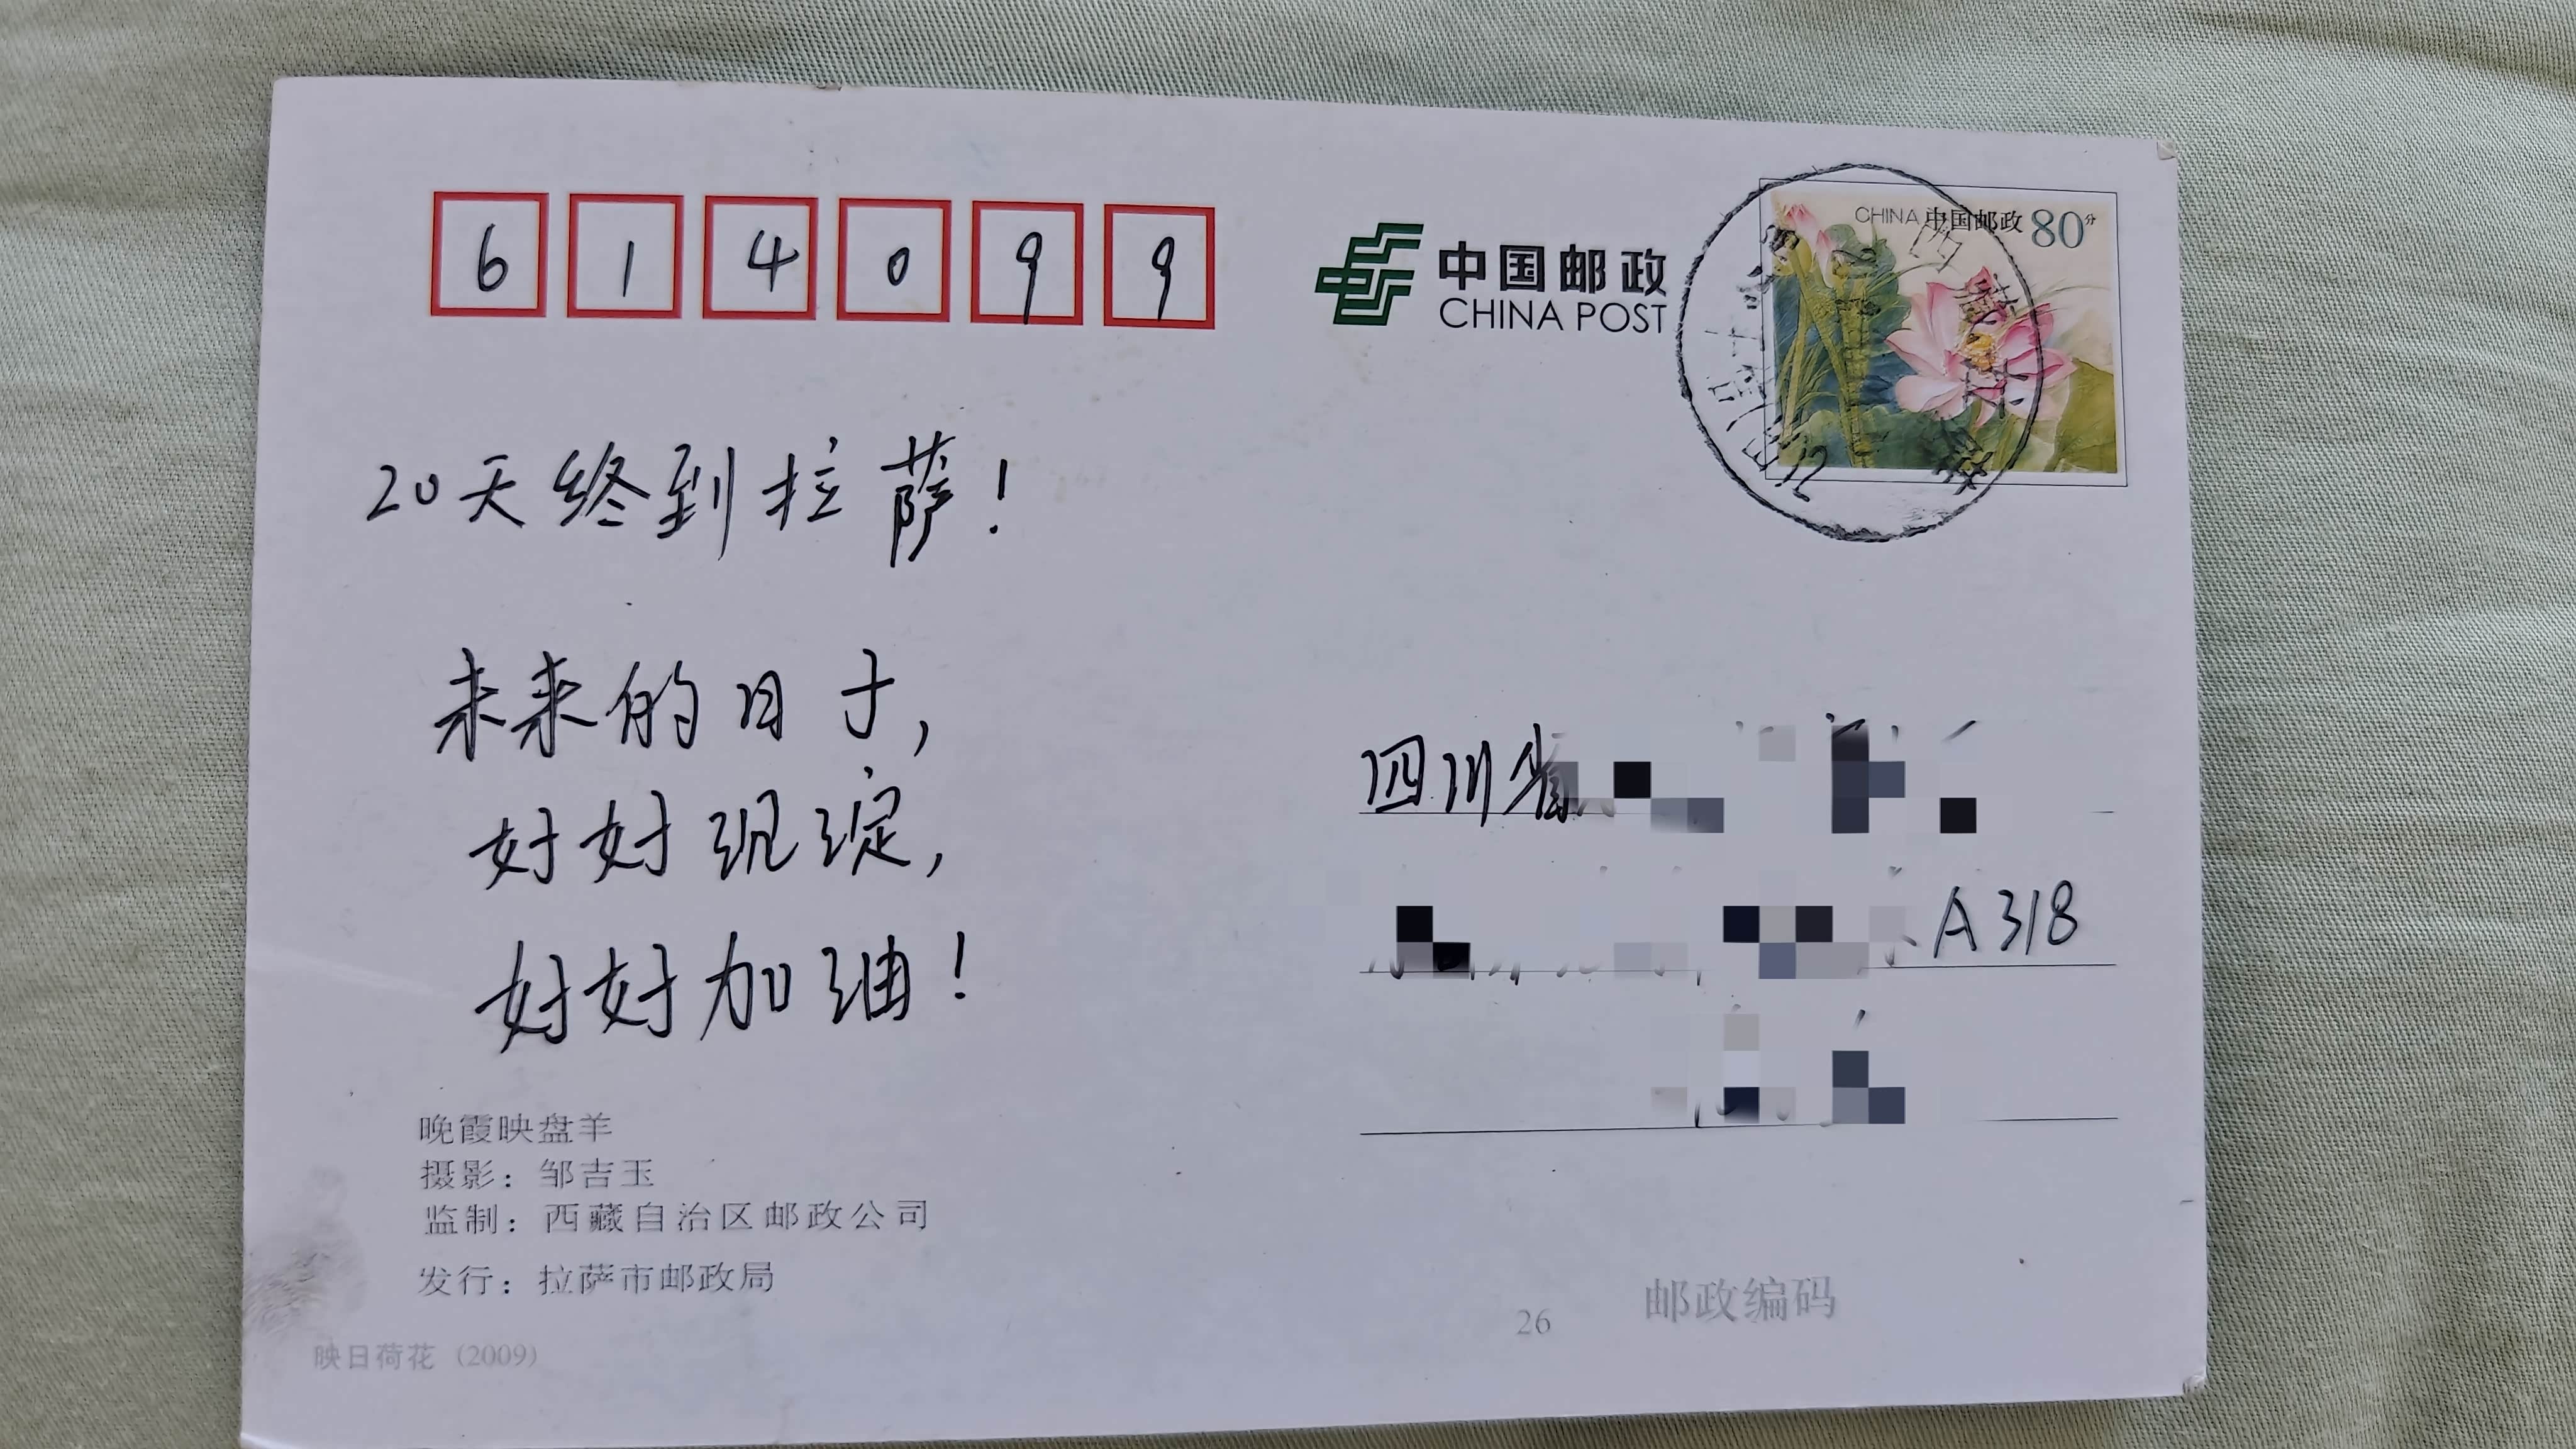 614099
中国邮政
CHINA POST
CHINA 中国邮政 80分
20天终到拉萨！
未来的日子，
好好沉淀，
好好加油！
四川省
A318
晚霞映盘羊
摄影：邹吉玉
监制：西藏自治区邮政公司
发行：拉萨市邮政局
映日荷花（2009）
26
邮政编码